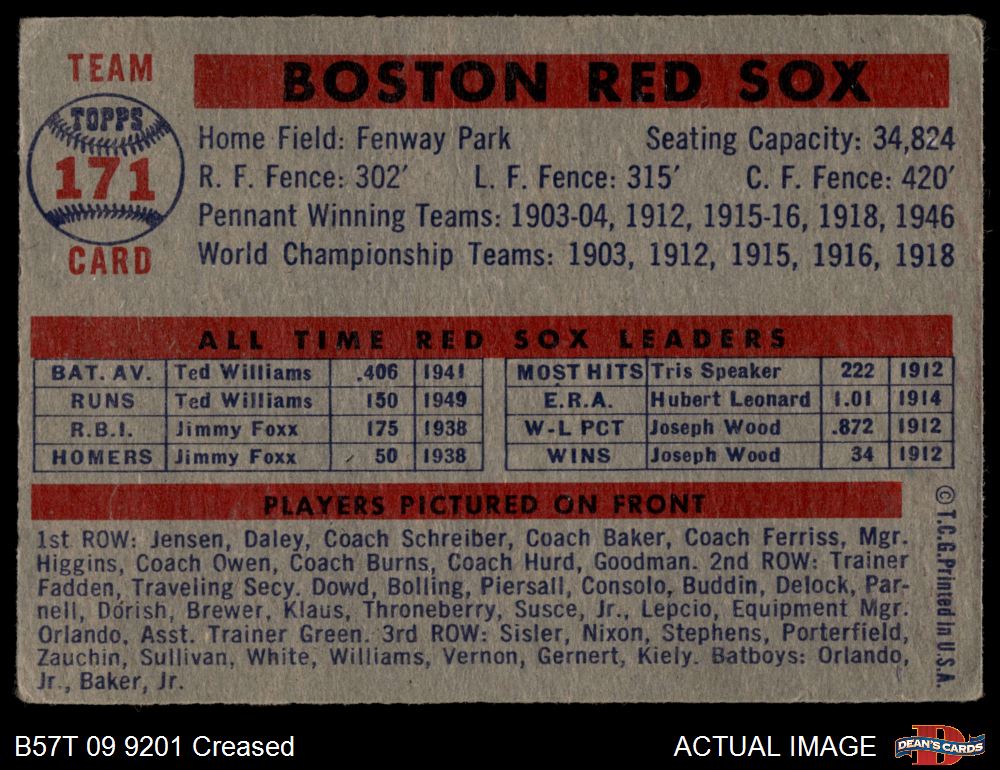 TEAM
TOPPS
171
CARD
BOSTON RED SOX
Home Field: Fenway Park Seating Capacity: 34,824
R. F. Fence: 302′ L. F. Fence: 315′ C. F. Fence: 420′
Pennant Winning Teams: 1903-04, 1912, 1915-16, 1918, 1946
World Championship Teams: 1903, 1912, 1915, 1916, 1918
ALL TIME RED SOX LEADERS
BAT. AV. Ted Williams .406 1941 MOST HITS Tris Speaker 222 1912
RUNS Ted Williams 150 1949 E.R.A. Hubert Leonard 1.01 1914
R.B.I. Jimmy Foxx 175 1938 W-L PCT Joseph Wood .872 1912
HOMERS Jimmy Foxx 50 1938 WINS Joseph Wood 34 1912
PLAYERS PICTURED ON FRONT
1st ROW: Jensen, Daley, Coach Schreiber, Coach Baker, Coach Ferriss, Mgr.
Higgins, Coach Owen, Coach Burns, Coach Hurd, Goodman. 2nd ROW: Trainer
Fadden, Traveling Secy. Dowd, Bolling, Piersall, Consolo, Buddin, Delock, Par-
nell, Dorish, Brewer, Klaus, Throneberry, Susce, Jr., Lepcio, Equipment Mgr.
Orlando, Asst. Trainer Green. 3rd ROW: Sisler, Nixon, Stephens, Porterfield,
Zauchin, Sullivan, White, Williams, Vernon, Gernert, Kiely. Batboys: Orlando,
Jr., Baker, Jr.
© T.C.G. Printed in U.S.A.
B57T 09 9201 Creased
ACTUAL IMAGE
D
DEAN'S CARDS